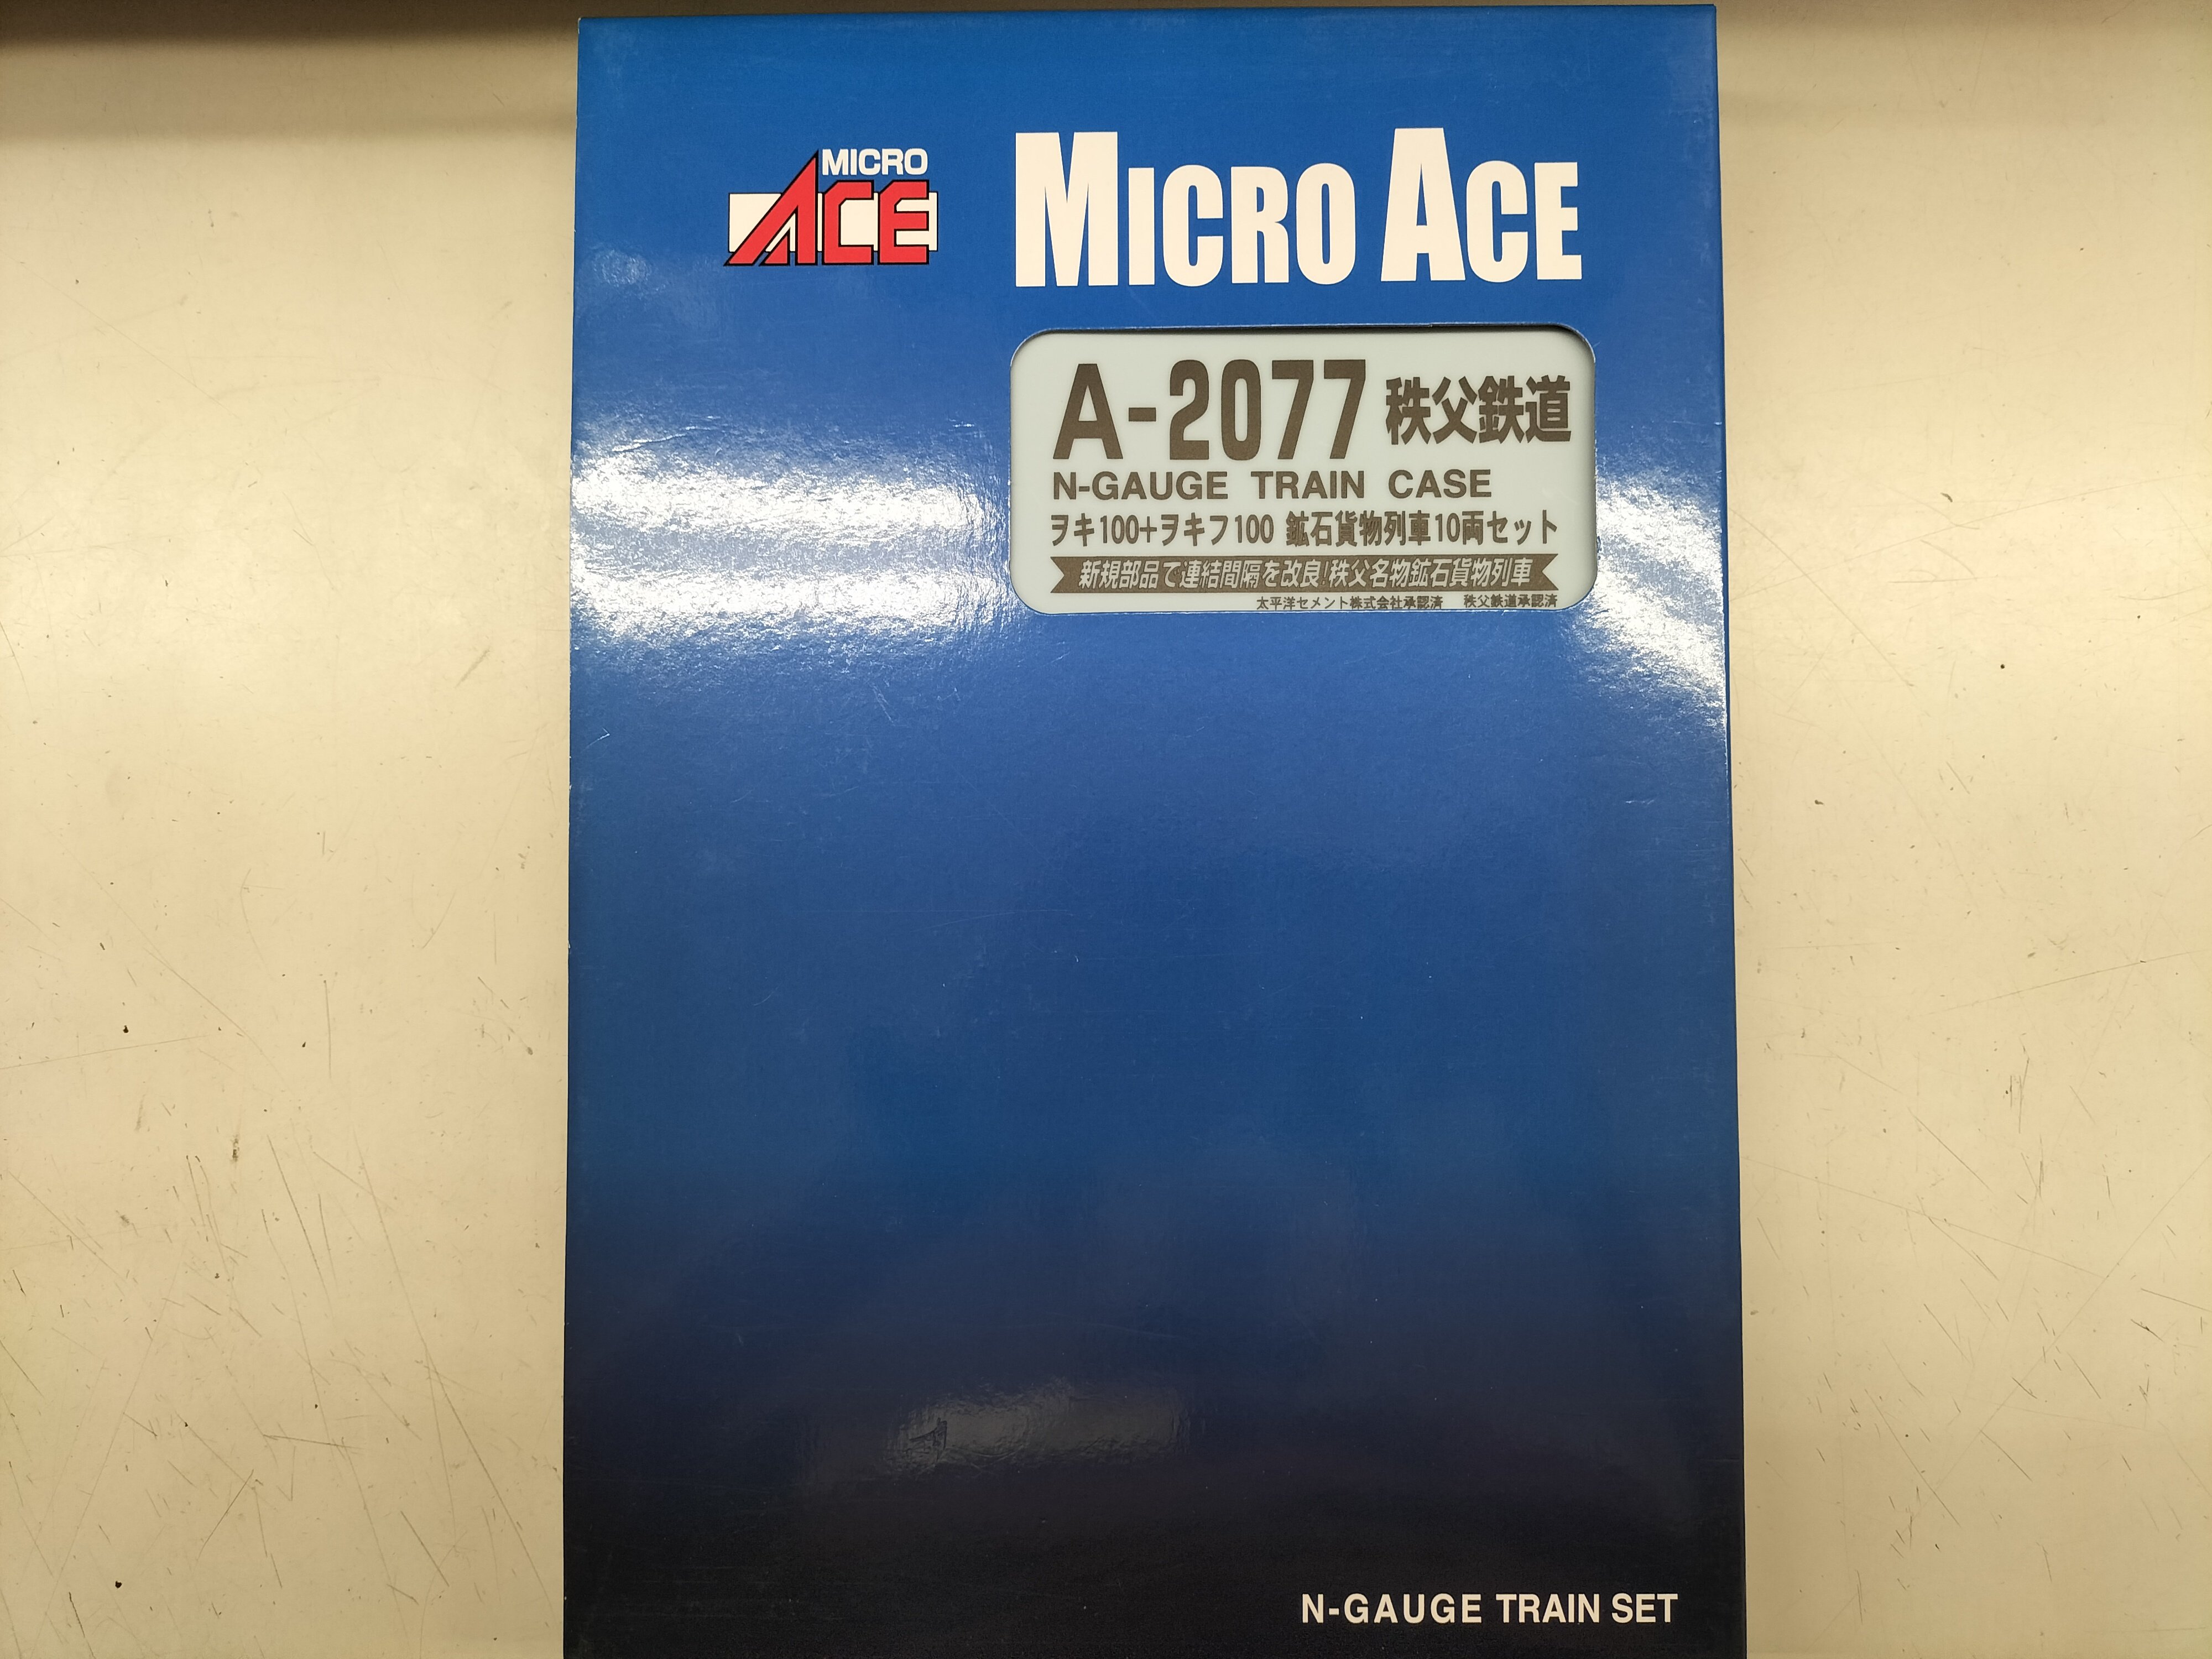 MICRO
ACE
MICRO ACE
A-2077 秩父鉄道
N-GAUGE TRAIN CASE
ヲキ100+ヲキフ100 鉱石貨物列車10両セット
新規部品で連結間隔を改良!秩父名物鉱石貨物列車
太平洋セメント株式会社承認済 秩父鉄道承認済
N-GAUGE TRAIN SET